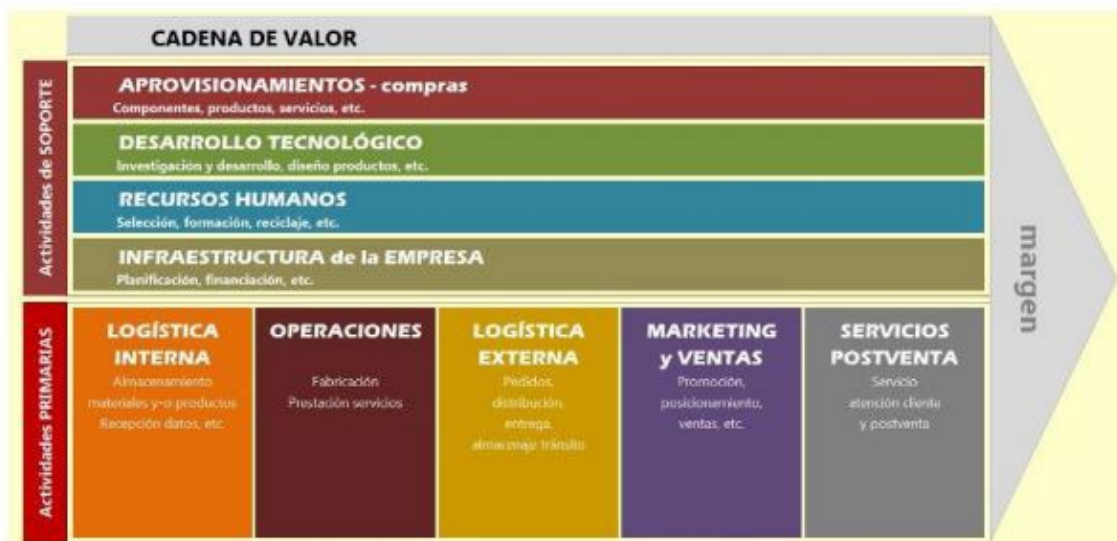 CADENA DE VALOR
Actividades de SOPORTE
APROVISIONAMIENTOS - compras
Componentes, productos, servicios, etc.
DESARROLLO TECNOLÓGICO
Investigación y desarrollo, diseño productos, etc.
RECURSOS HUMANOS
Selección, formación, reciclaje, etc.
INFRAESTRUCTURA de la EMPRESA
Planificación, financiación, etc.
margen
Actividades PRIMARIAS
LOGÍSTICA
INTERNA
Almacenamiento
materiales y-o productos
Recepción datos, etc.
OPERACIONES
Fabricación
Prestación servicios
LOGÍSTICA
EXTERNA
Pedidos,
distribución,
entrega,
almacenaje tránsito
MARKETING
y VENTAS
Promoción,
posicionamiento,
ventas, etc.
SERVICIOS
POSTVENTA
Servicio
atención cliente
y postventa